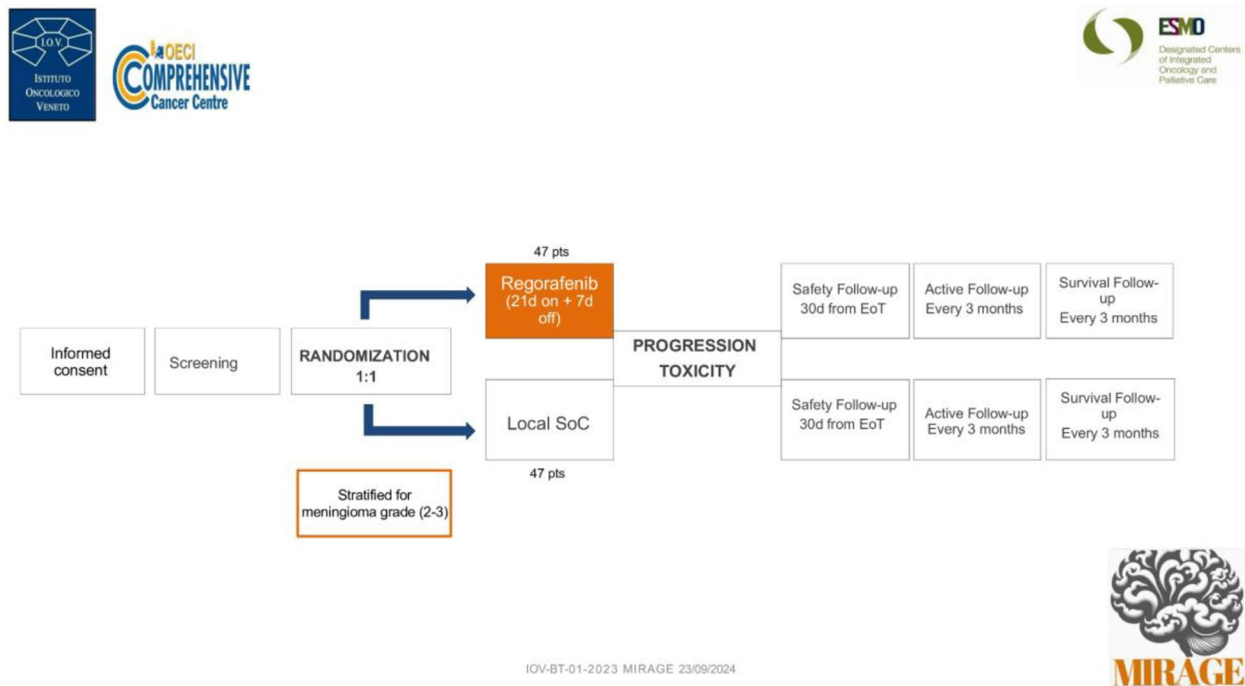 I.O.V.
ISTITUTO
ONCOLOGICO
VENETO
OECI
COMPREHENSIVE
Cancer Centre
ESMO
Designated Centers
of Integrated
Oncology and
Palliative Care
Informed
consent
Screening
RANDOMIZATION
1:1
Stratified for
meningioma grade (2-3)
47 pts
Regorafenib
(21d on + 7d
off)
Local SoC
47 pts
PROGRESSION
TOXICITY
Safety Follow-up
30d from EoT
Active Follow-up
Every 3 months
Survival Follow-
up
Every 3 months
Safety Follow-up
30d from EoT
Active Follow-up
Every 3 months
Survival Follow-
up
Every 3 months
IOV-BT-01-2023 MIRAGE 23/09/2024
MIRAGE